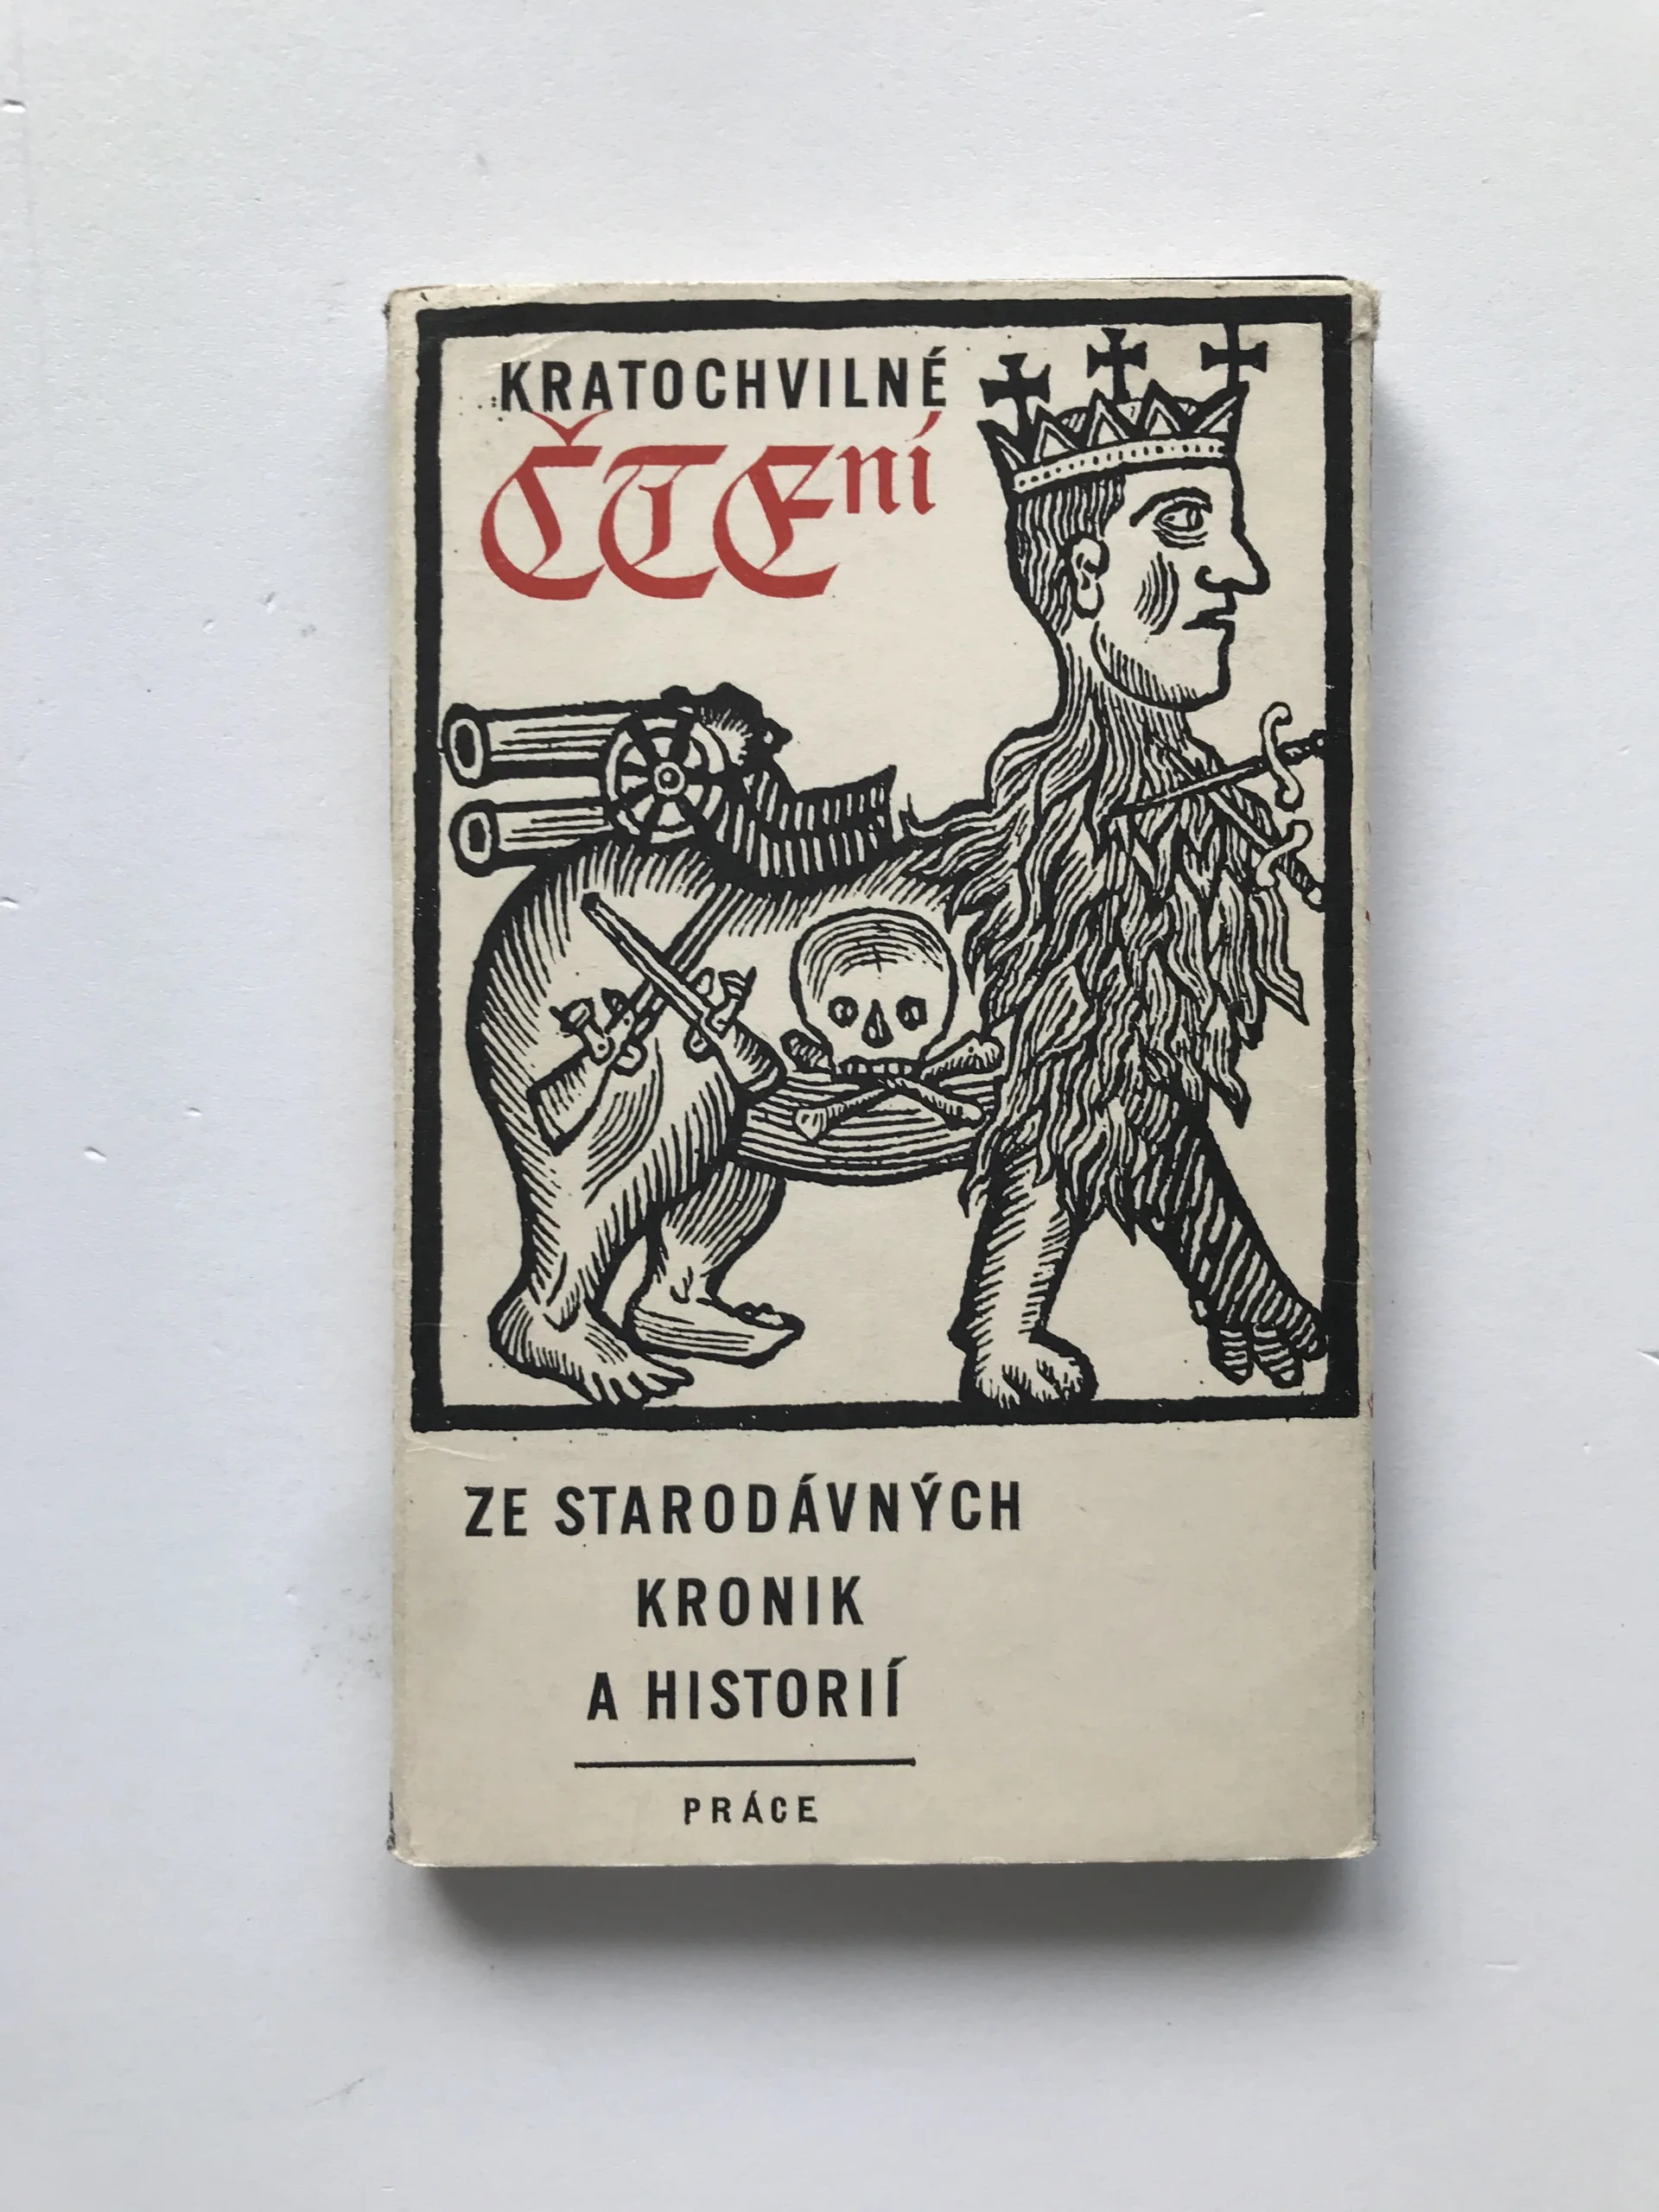 KRATOCHVILNÉ
ČTEní
ZE STARODÁVNÝCH
KRONIK
A HISTORIÍ
PRÁCE